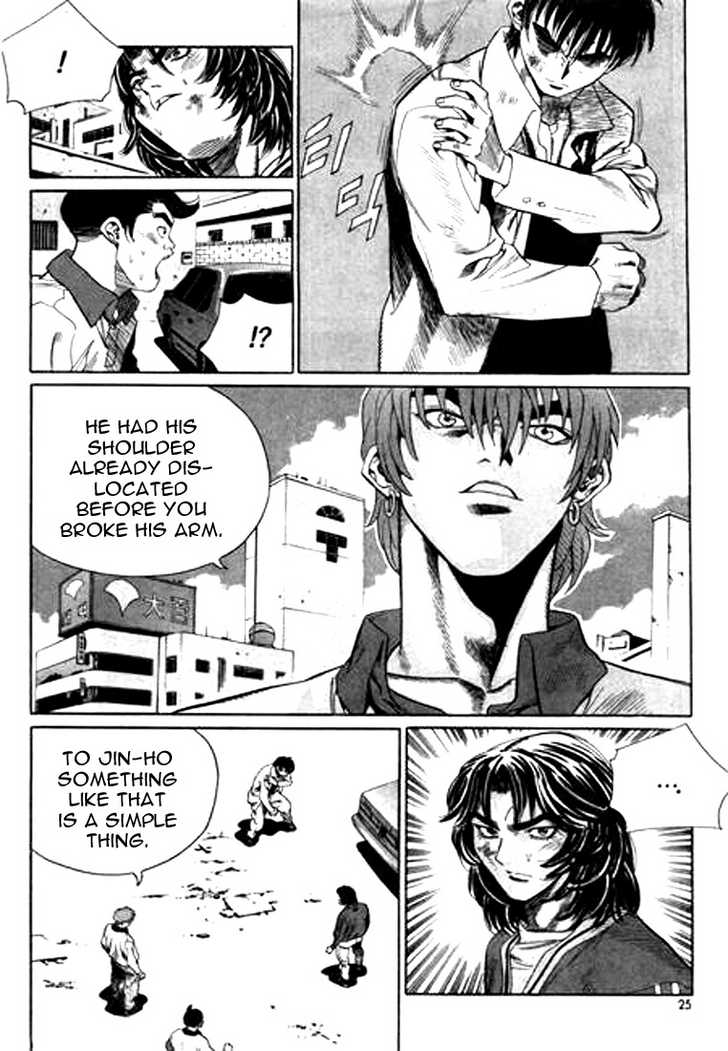 !
!?
HE HAD HIS
SHOULDER
ALREADY DIS-
LOCATED
BEFORE YOU
BROKE HIS ARM.
大
TO JIN-HO
SOMETHING
LIKE THAT
IS A SIMPLE
THING.
...
25